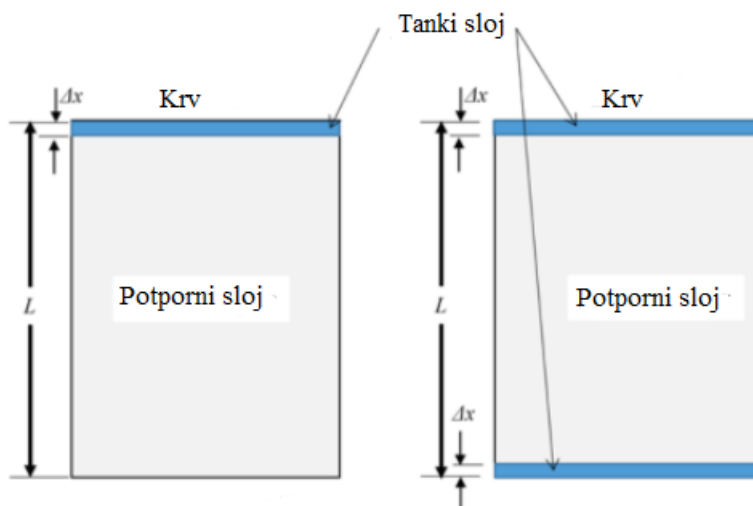 Tanki sloj
Δx
Krv
Δx
Krv
L
Potporni sloj
L
Potporni sloj
Δx